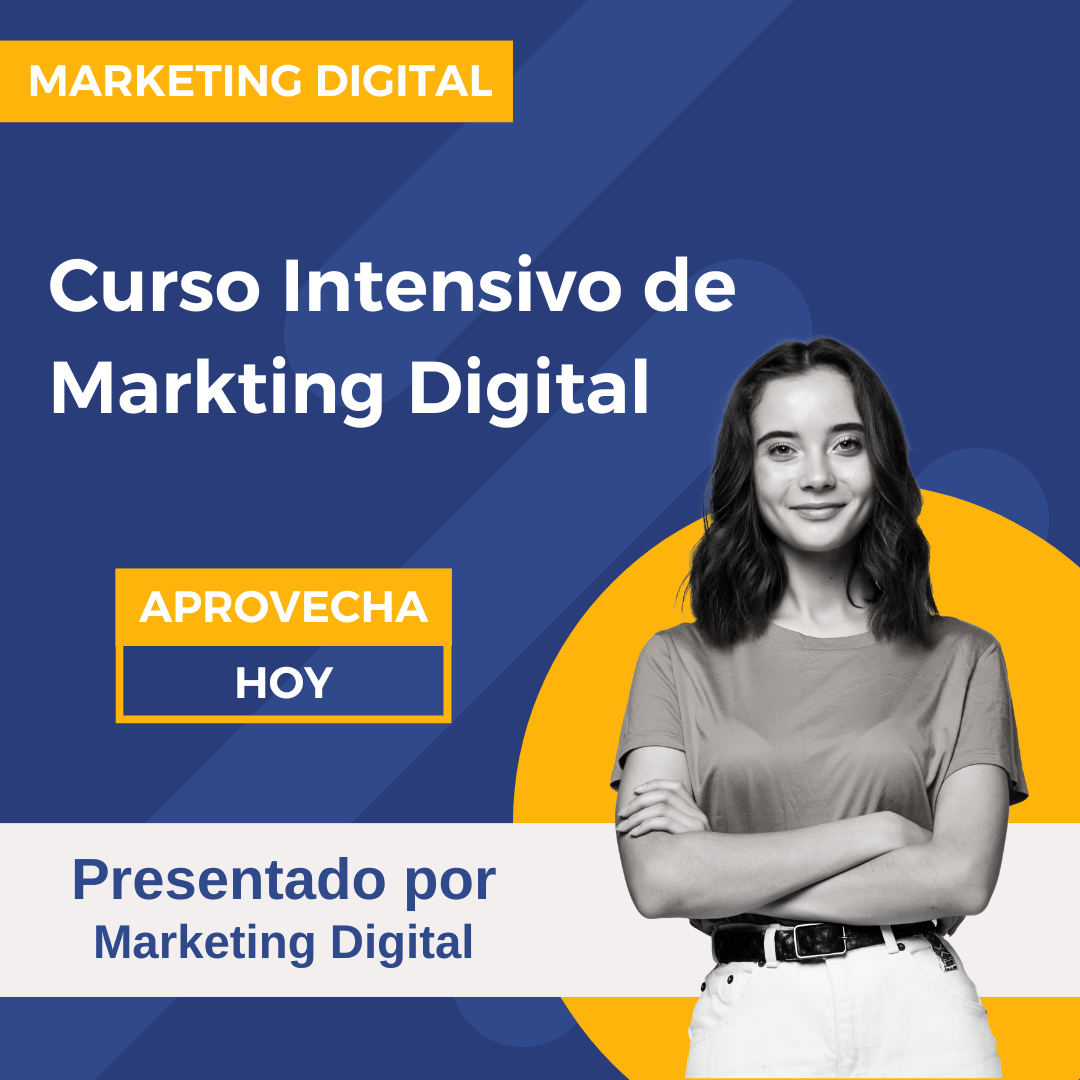 MARKETING DIGITAL
Curso Intensivo de
Markting Digital
APROVECHA
HOY
Presentado por
Marketing Digital